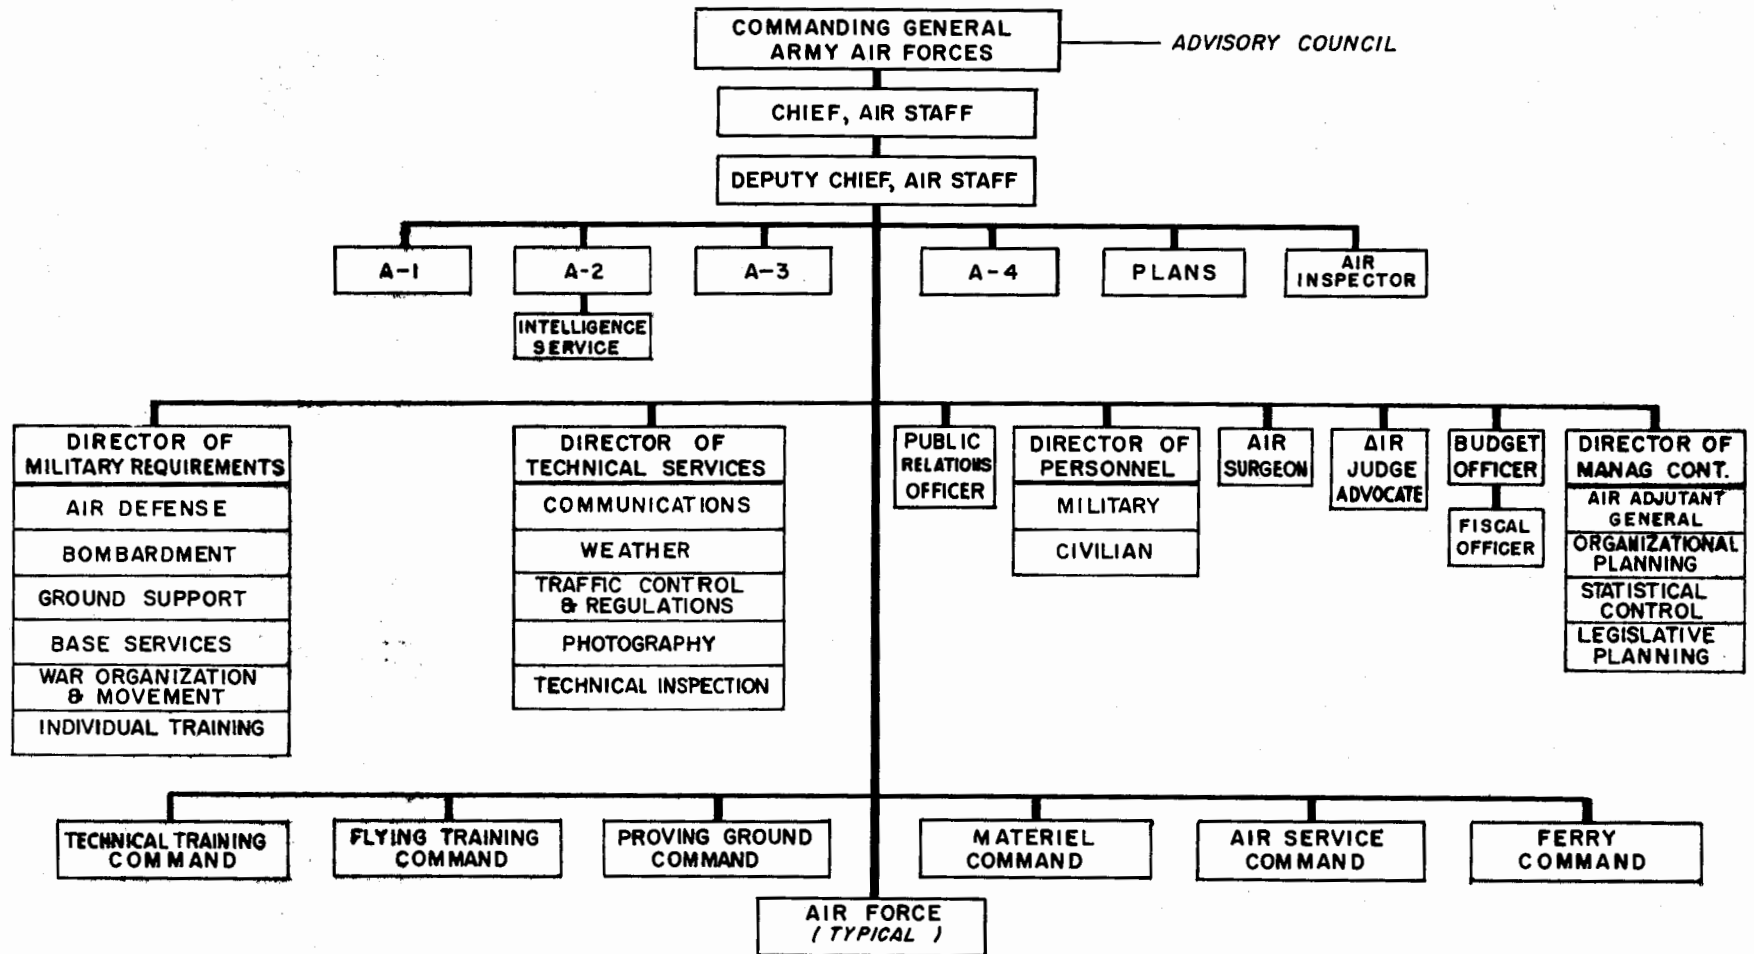 COMMANDING GENERAL
ARMY AIR FORCES
ADVISORY COUNCIL
CHIEF, AIR STAFF
DEPUTY CHIEF, AIR STAFF
A-1
A-2
A-3
A-4
PLANS
AIR
INSPECTOR
INTELLIGENCE
SERVICE
DIRECTOR OF
MILITARY REQUIREMENTS
AIR DEFENSE
BOMBARDMENT
GROUND SUPPORT
BASE SERVICES
WAR ORGANIZATION
& MOVEMENT
INDIVIDUAL TRAINING
DIRECTOR OF
TECHNICAL SERVICES
COMMUNICATIONS
WEATHER
TRAFFIC CONTROL
& REGULATIONS
PHOTOGRAPHY
TECHNICAL INSPECTION
PUBLIC
RELATIONS
OFFICER
DIRECTOR OF
PERSONNEL
MILITARY
CIVILIAN
AIR
SURGEON
AIR
JUDGE
ADVOCATE
BUDGET
OFFICER
FISCAL
OFFICER
DIRECTOR OF
MANAG CONT.
AIR ADJUTANT
GENERAL
ORGANIZATIONAL
PLANNING
STATISTICAL
CONTROL
LEGISLATIVE
PLANNING
TECHNICAL TRAINING
COMMAND
FLYING TRAINING
COMMAND
PROVING GROUND
COMMAND
MATERIEL
COMMAND
AIR SERVICE
COMMAND
FERRY
COMMAND
AIR FORCE
( TYPICAL )